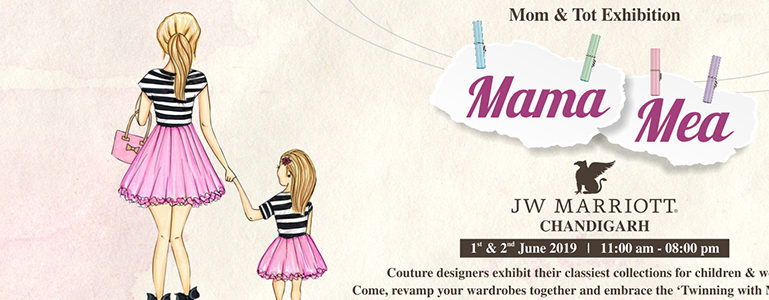 Mom & Tot Exhibition
Mama
Mea
JW MARRIOTT®
CHANDIGARH
1st & 2nd June 2019 | 11:00 am - 08:00 pm
Couture designers exhibit their classiest collections for children & w
Come, revamp your wardrobes together and embrace the ‘Twinning with M